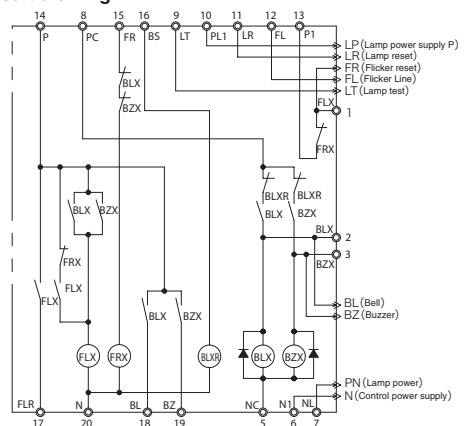 14 8 15 16 9 10 11 12 13
P PC FR BS LT PL1 LR FL P1
LP (Lamp power supply P)
LR (Lamp reset)
FR (Flicker reset)
FL (Flicker Line)
LT (Lamp test)
BLX
BZX
FLX
1
FRX
BLXR BLXR
BLX BZX BLX BZX
BLX
2
3
BZX
FRX
FLX
FLX BLX BZX
BL (Bell)
BZ (Buzzer)
FLX FRX BLXR BLX BZX
PN (Lamp power)
N (Control power supply)
FLR N BL BZ NC N1 NL
17 20 18 19 5 6 7